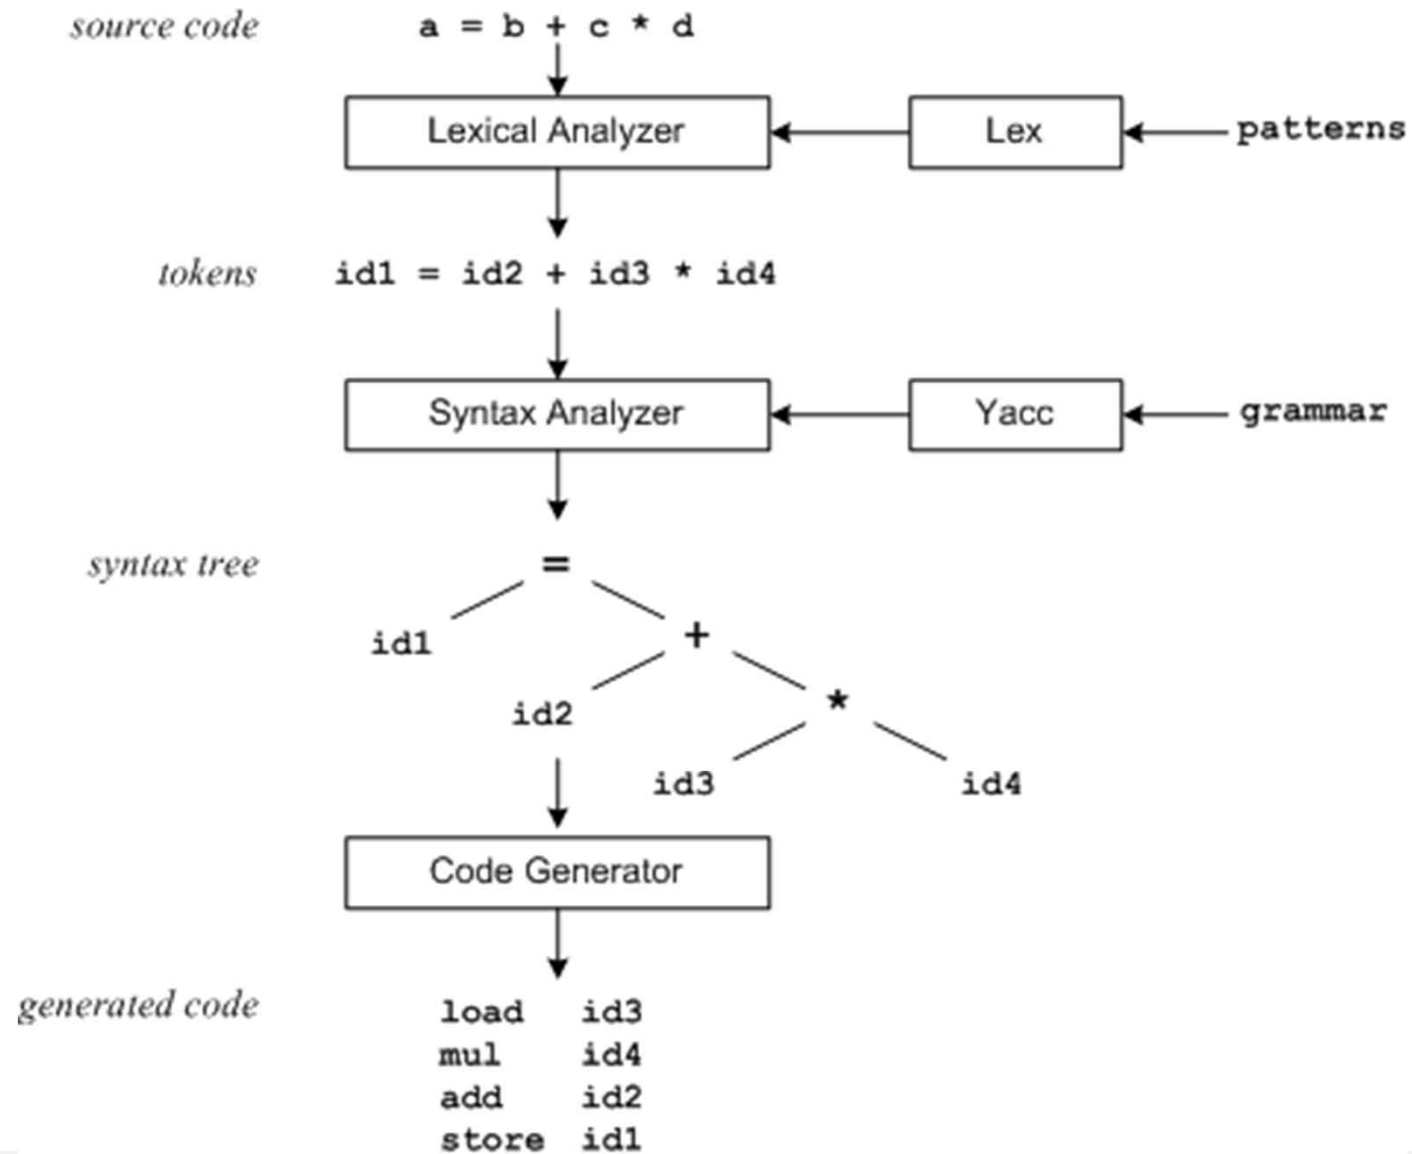 source code a = b + c * d
Lexical Analyzer Lex patterns
tokens id1 = id2 + id3 * id4
Syntax Analyzer Yacc grammar
syntax tree =
id1 +
id2 *
id3 id4
Code Generator
generated code load id3
mul id4
add id2
store id1